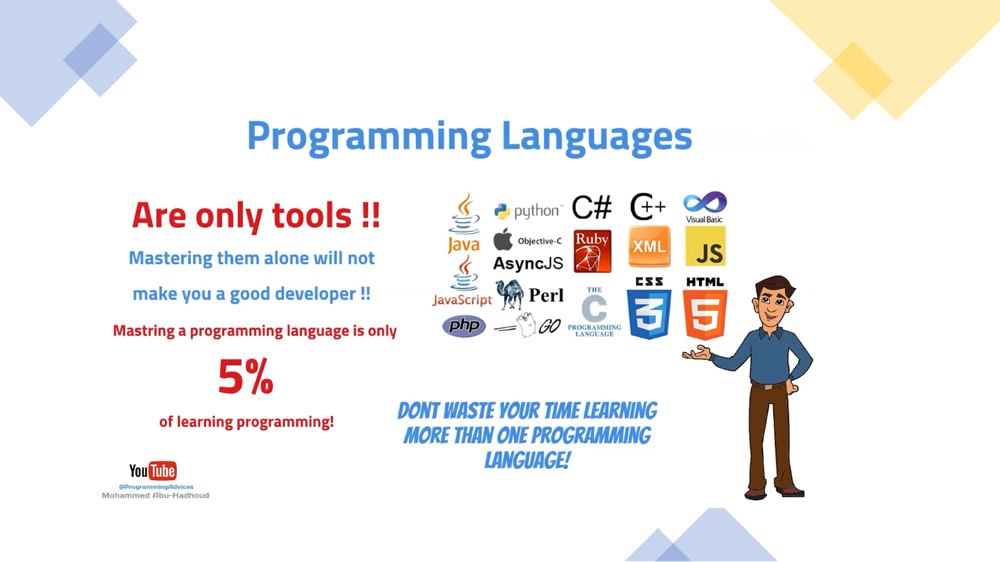 Programming Languages
Are only tools !!
Mastering them alone will not
make you a good developer !!
Mastring a programming language is only
5%
of learning programming!
Java
python™
C#
C++
Visual Basic
Objective-C
Ruby
XML
JS
AsyncJS
JavaScript
Perl
THE
C
PROGRAMMING
LANGUAGE
CSS
3
HTML
5
php
GO
DONT WASTE YOUR TIME LEARNING
MORE THAN ONE PROGRAMMING
LANGUAGE!
YouTube
@ProgrammingAdvices
Mohammed Abu-Hadhoud